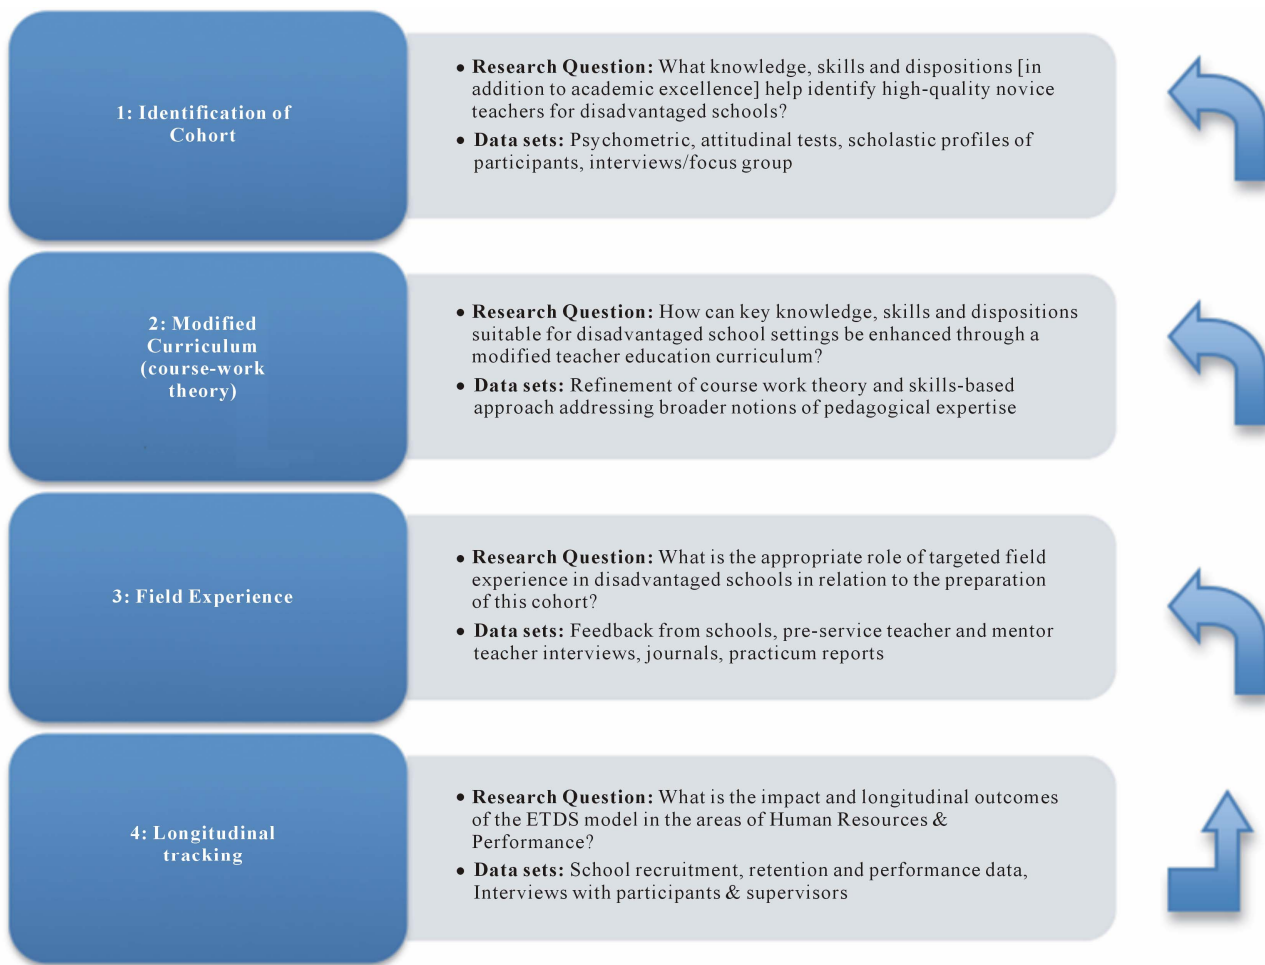 1: Identification of
Cohort
• Research Question: What knowledge, skills and dispositions [in
addition to academic excellence] help identify high-quality novice
teachers for disadvantaged schools?
• Data sets: Psychometric, attitudinal tests, scholastic profiles of
participants, interviews/focus group
2: Modified
Curriculum
(course-work
theory)
• Research Question: How can key knowledge, skills and dispositions
suitable for disadvantaged school settings be enhanced through a
modified teacher education curriculum?
• Data sets: Refinement of course work theory and skills-based
approach addressing broader notions of pedagogical expertise
3: Field Experience
• Research Question: What is the appropriate role of targeted field
experience in disadvantaged schools in relation to the preparation
of this cohort?
• Data sets: Feedback from schools, pre-service teacher and mentor
teacher interviews, journals, practicum reports
4: Longitudinal
tracking
• Research Question: What is the impact and longitudinal outcomes
of the ETDS model in the areas of Human Resources &
Performance?
• Data sets: School recruitment, retention and performance data,
Interviews with participants & supervisors